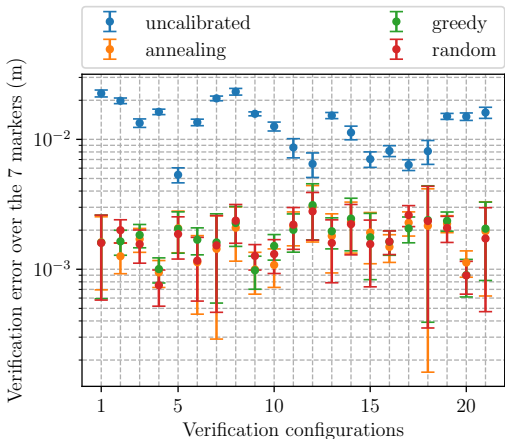 uncalibrated
annealing
greedy
random
Verification error over the 7 markers (m)
10⁻²
10⁻³
1
5
10
15
20
Verification configurations